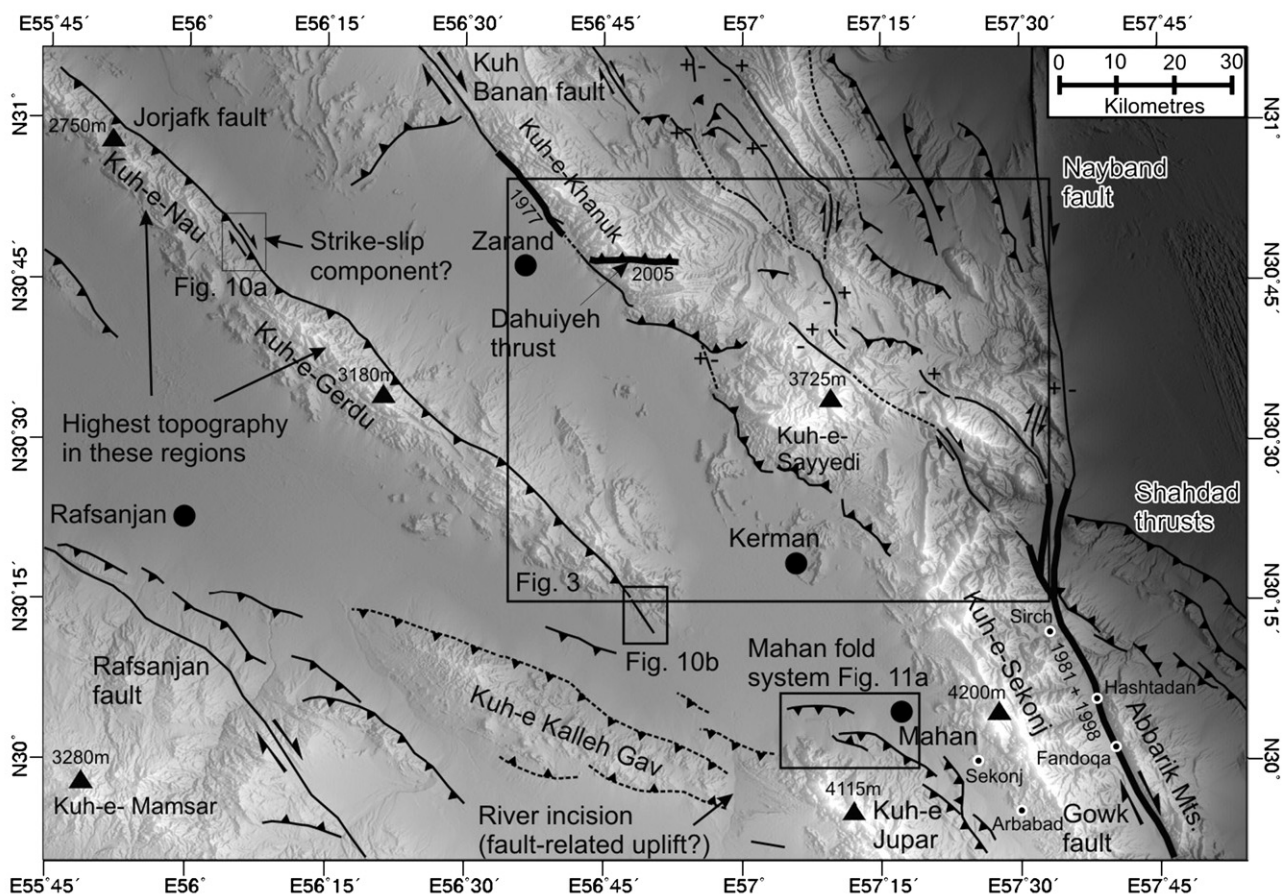 E55°45´ E56° E56°15´ E56°30´ E56°45´ E57° E57°15´ E57°30´ E57°45´
0 10 20 30
Kilometres
N31°
N30°45´
N30°30´
N30°15´
N30°
N31°
N30°45´
N30°30´
N30°15´
N30°
2750m
Jorjafk fault
Kuh-e-Nau
Fig. 10a
Strike-slip
component?
Kuh
Banan fault
Kuh-e-Khanuk
1977
Zarand
2005
Dahuiyeh
thrust
Nayband
fault
Kuh-e-Gerdu
3180m
Highest topography
in these regions
3725m
Kuh-e-
Sayyedi
Rafsanjan
Kerman
Shahdad
thrusts
Fig. 3
Fig. 10b
Rafsanjan
fault
Kuh-e Kalleh Gav
Mahan fold
system Fig. 11a
Mahan
Kuh-e-Sekonj
4200m
Sirch
1981 + 1998
Hashtadan
Abbarik Mts.
Fandoqa
Sekonj
Arbabad
Gowk
fault
3280m
Kuh-e- Mamsar
River incision
(fault-related uplift?)
4115m
Kuh-e
Jupar
+ -
+ -
+ -
+ -
+ -
+ -
+ -
+ -
+ -
E55°45´ E56° E56°15´ E56°30´ E56°45´ E57° E57°15´ E57°30´ E57°45´